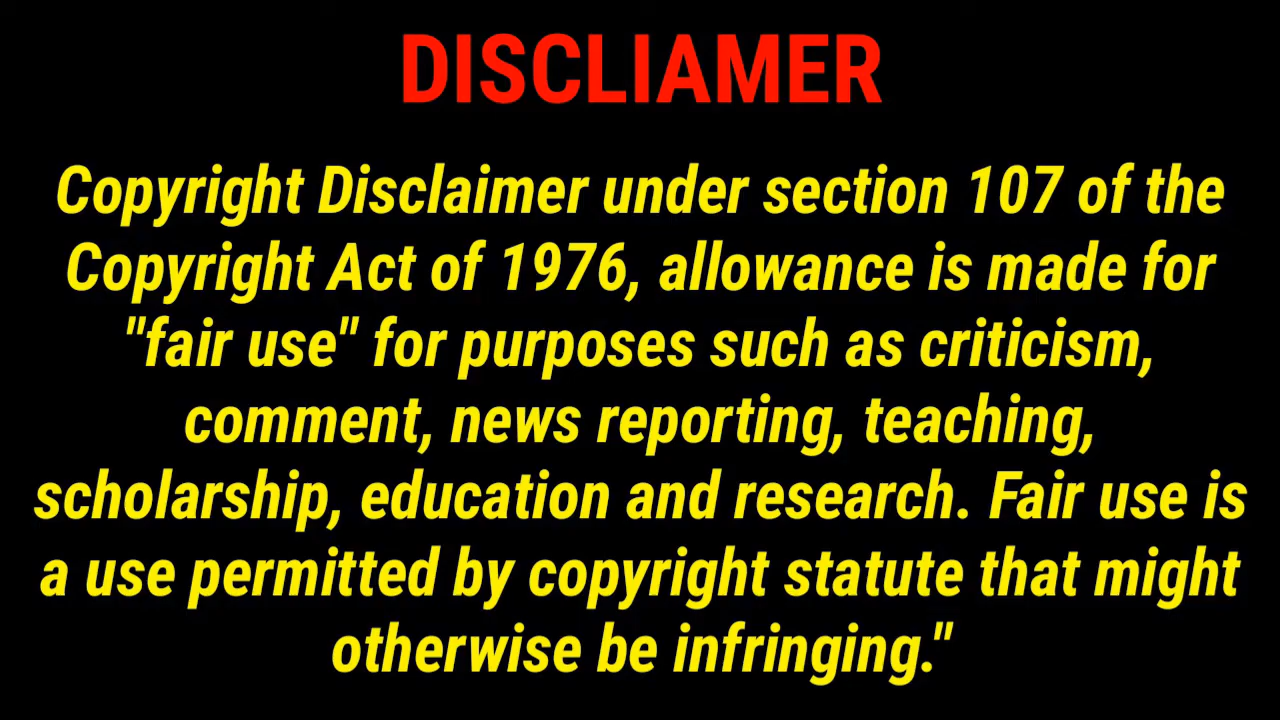 DISCLIAMER
Copyright Disclaimer under section 107 of the
Copyright Act of 1976, allowance is made for
"fair use" for purposes such as criticism,
comment, news reporting, teaching,
scholarship, education and research. Fair use is
a use permitted by copyright statute that might
otherwise be infringing."